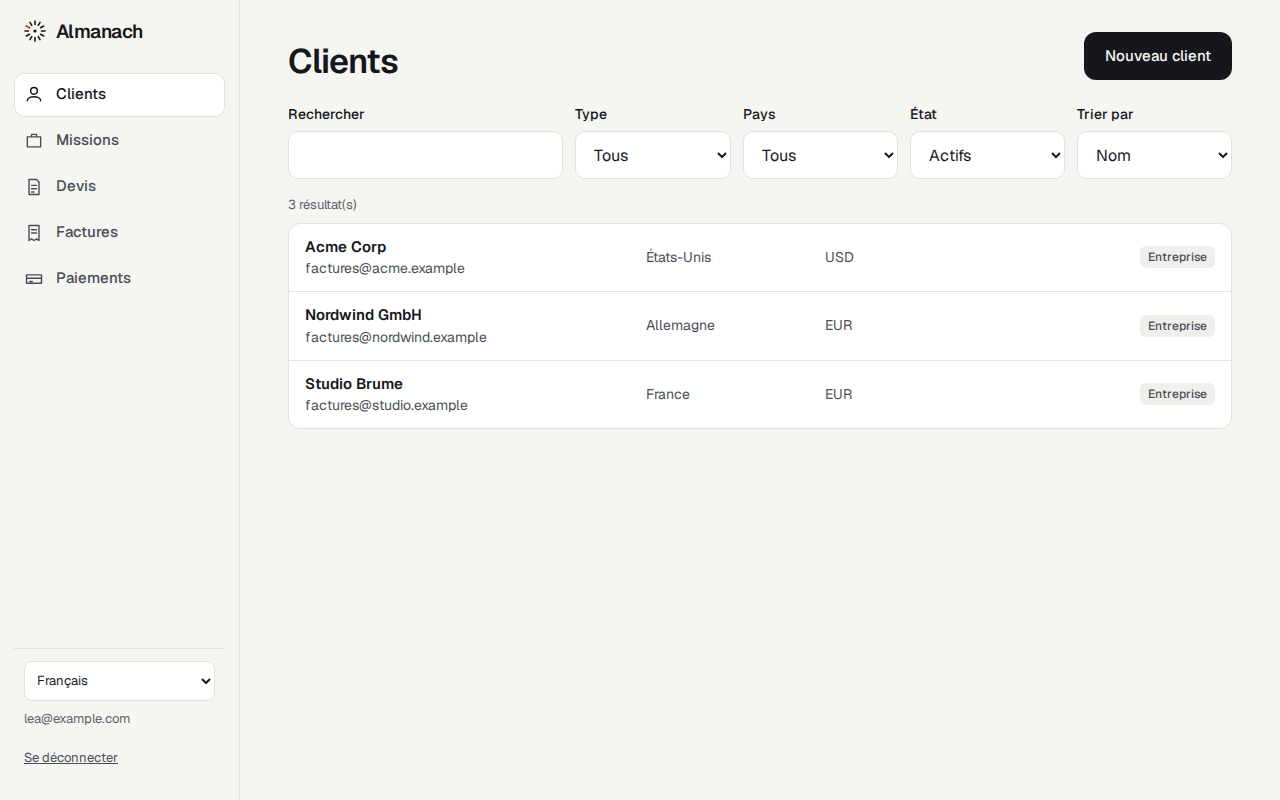 Almanach
Clients
Missions
Devis
Factures
Paiements
Français
lea@example.com
Se déconnecter
Clients
Nouveau client
Rechercher
Type
Pays
État
Trier par
Tous
Tous
Actifs
Nom
3 résultat(s)
Acme Corp
factures@acme.example
États-Unis
USD
Entreprise
Nordwind GmbH
factures@nordwind.example
Allemagne
EUR
Entreprise
Studio Brume
factures@studio.example
France
EUR
Entreprise